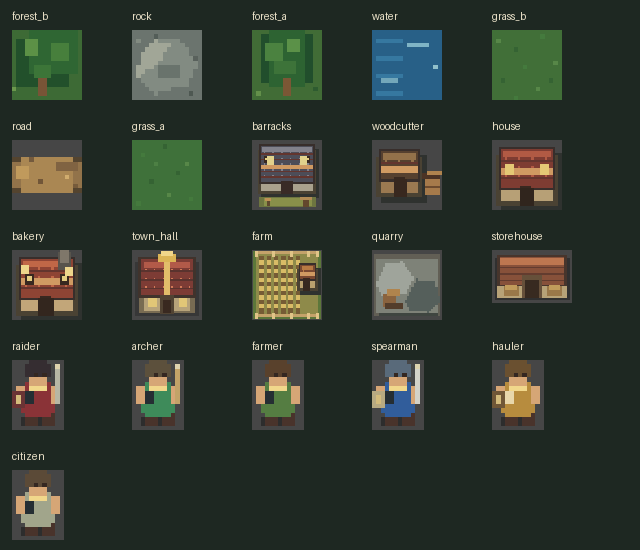 forest_b rock forest_a water grass_b
road grass_a barracks woodcutter house
bakery town_hall farm quarry storehouse
raider archer farmer spearman hauler
citizen